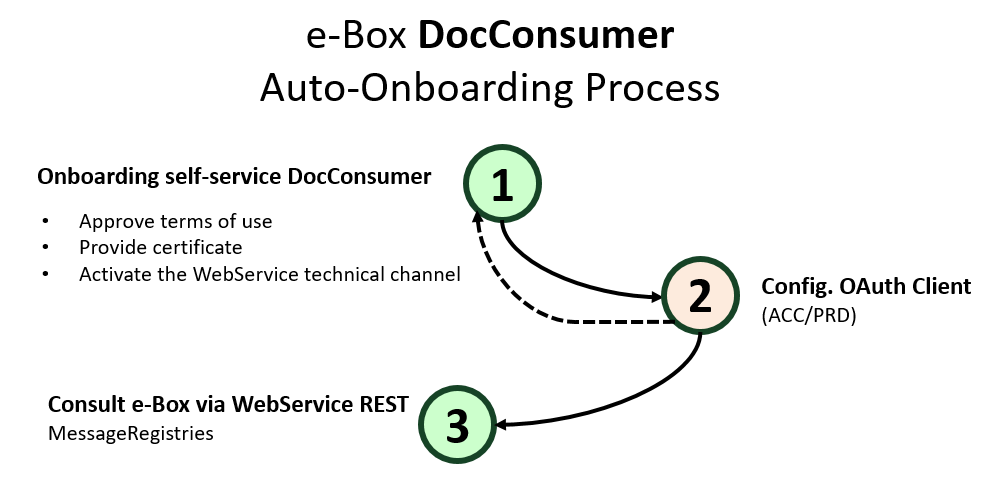 e-Box DocConsumer
Auto-Onboarding Process
Onboarding self-service DocConsumer
• Approve terms of use
• Provide certificate
• Activate the WebService technical channel
1
2
Config. OAuth Client
(ACC/PRD)
Consult e-Box via WebService REST
MessageRegistries
3